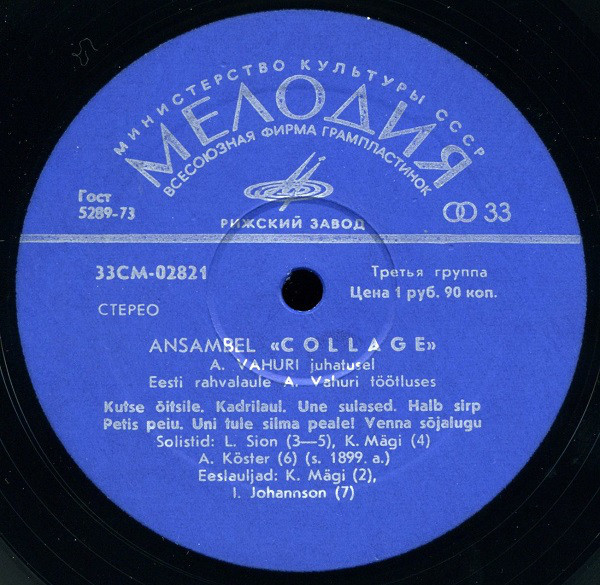 МИНИСТЕРСТВО КУЛЬТУРЫ СССР
МЕЛОДИЯ
ВСЕСОЮЗНАЯ ФИРМА ГРАМПЛАСТИНОК
Гост
5289-73
33
РИЖСКИЙ ЗАВОД
33СМ-02821
Третья группа
Цена 1 руб. 90 коп.
СТЕРЕО
ANSAMBEL «COLLAGE»
A. VAHURI juhatusel
Eesti rahvalaule A. Vahuri töötluses
Kutse õitsile. Kadrilaul. Une sulased. Halb sirp
Petis peiu. Uni tule silma peale! Venna sõjalugu
Solistid: L. Sion (3—5), K. Mägi (4)
A. Köster (6) (s. 1899. a.)
Eeslauljad: K. Mägi (2),
I. Johannson (7)